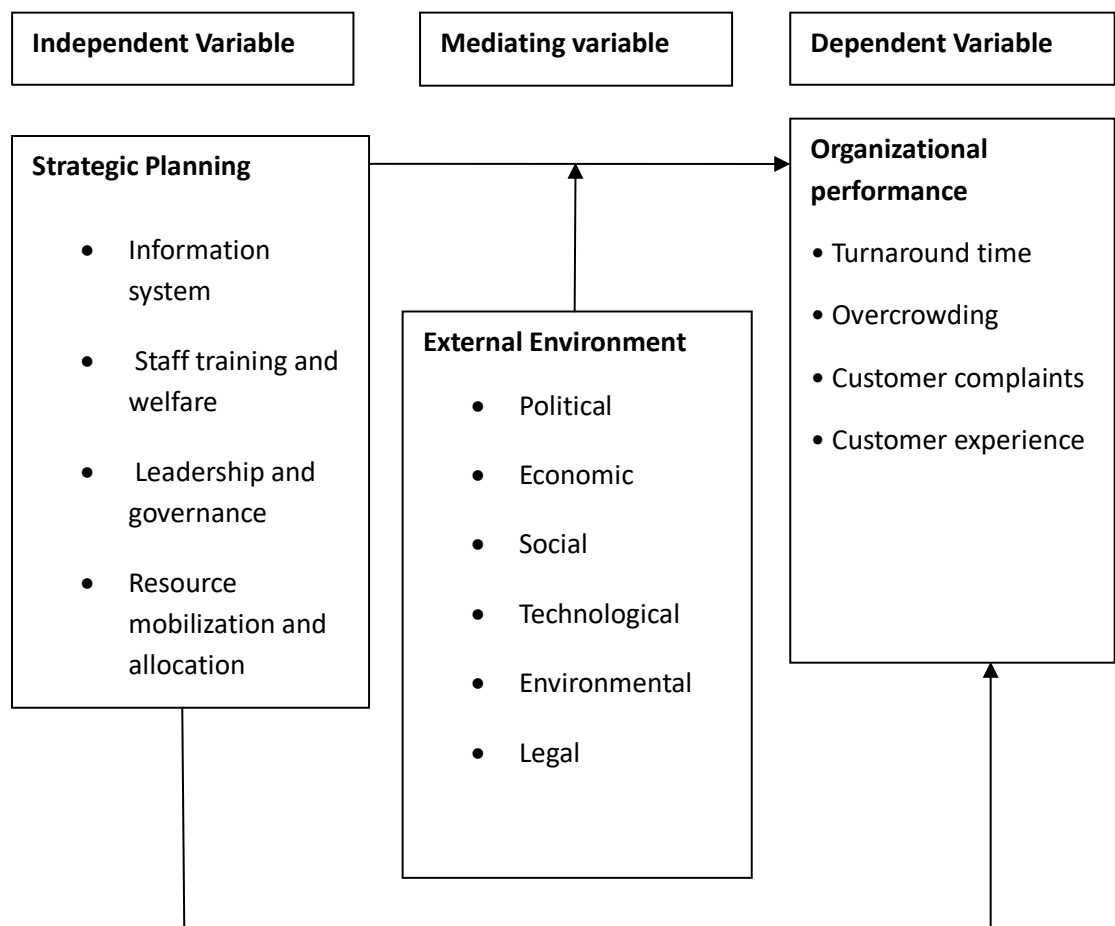 Independent Variable
Mediating variable
Dependent Variable
Strategic Planning
• Information
system
• Staff training and
welfare
• Leadership and
governance
• Resource
mobilization and
allocation
External Environment
• Political
• Economic
• Social
• Technological
• Environmental
• Legal
Organizational
performance
• Turnaround time
• Overcrowding
• Customer complaints
• Customer experience